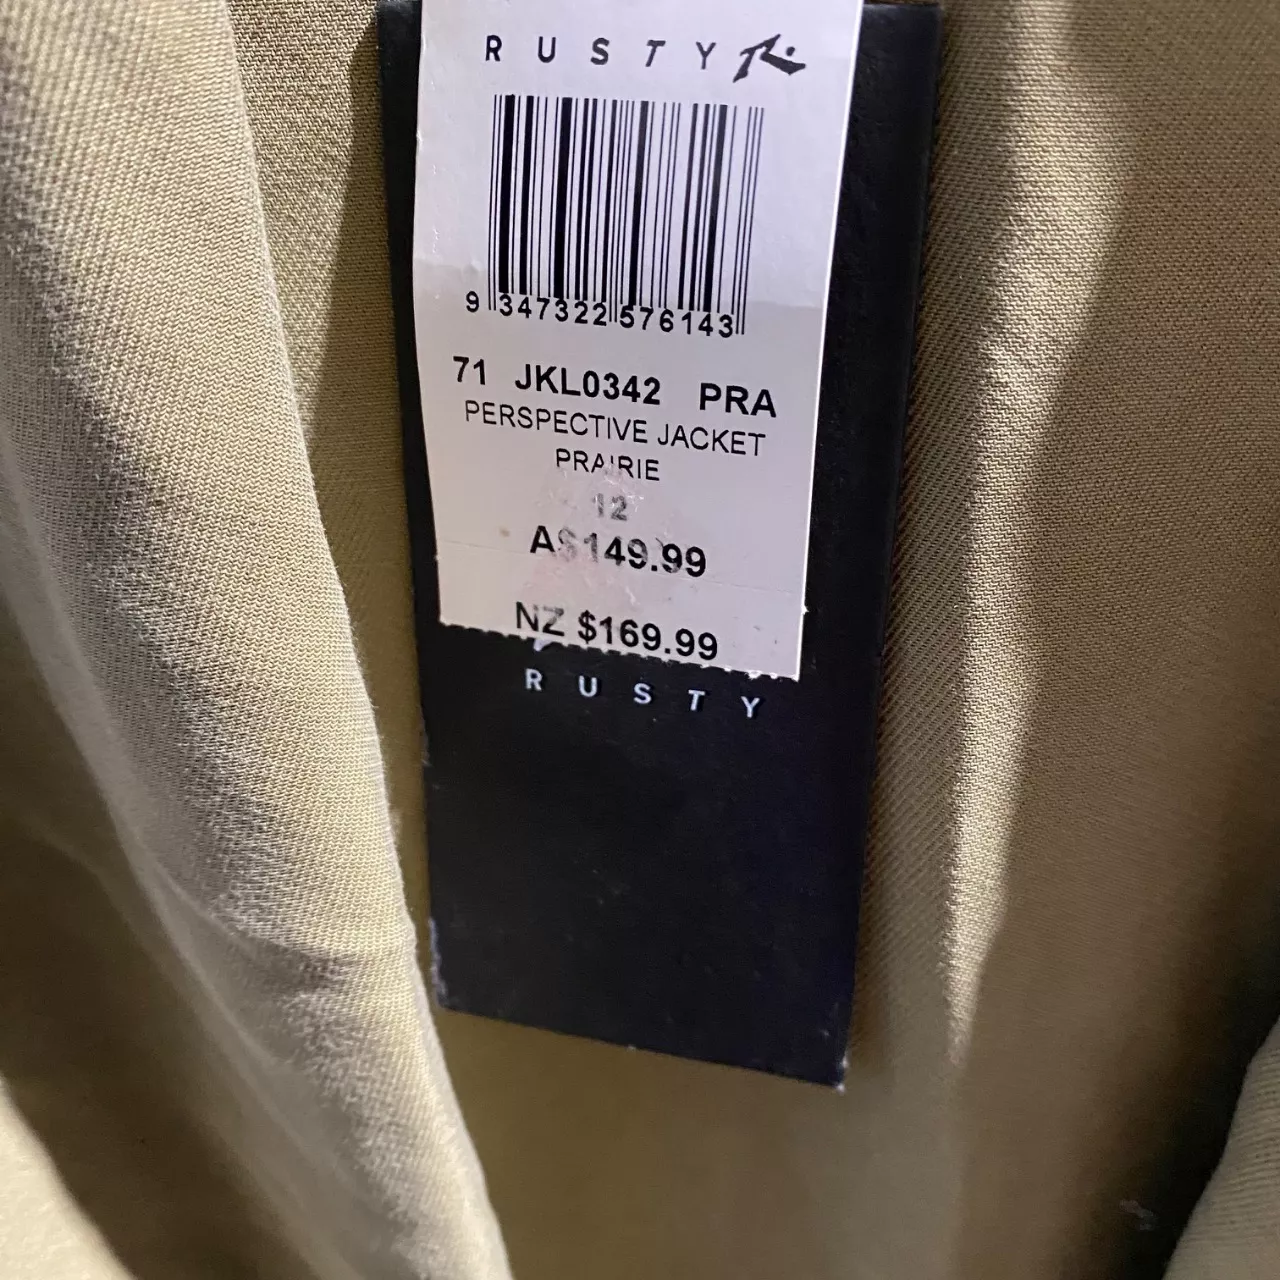 RUSTY
9 347322 576143
71 JKL0342 PRA
PERSPECTIVE JACKET
PRAIRIE
12
A$149.99
NZ $169.99
RUSTY